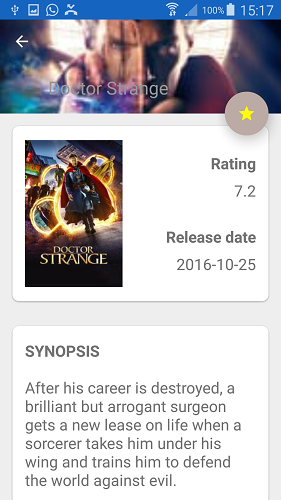 100% 15:17
Doctor Strange
Rating
7.2
DOCTOR
STRANGE
Release date
2016-10-25
SYNOPSIS
After his career is destroyed, a
brilliant but arrogant surgeon
gets a new lease on life when a
sorcerer takes him under his
wing and trains him to defend
the world against evil.